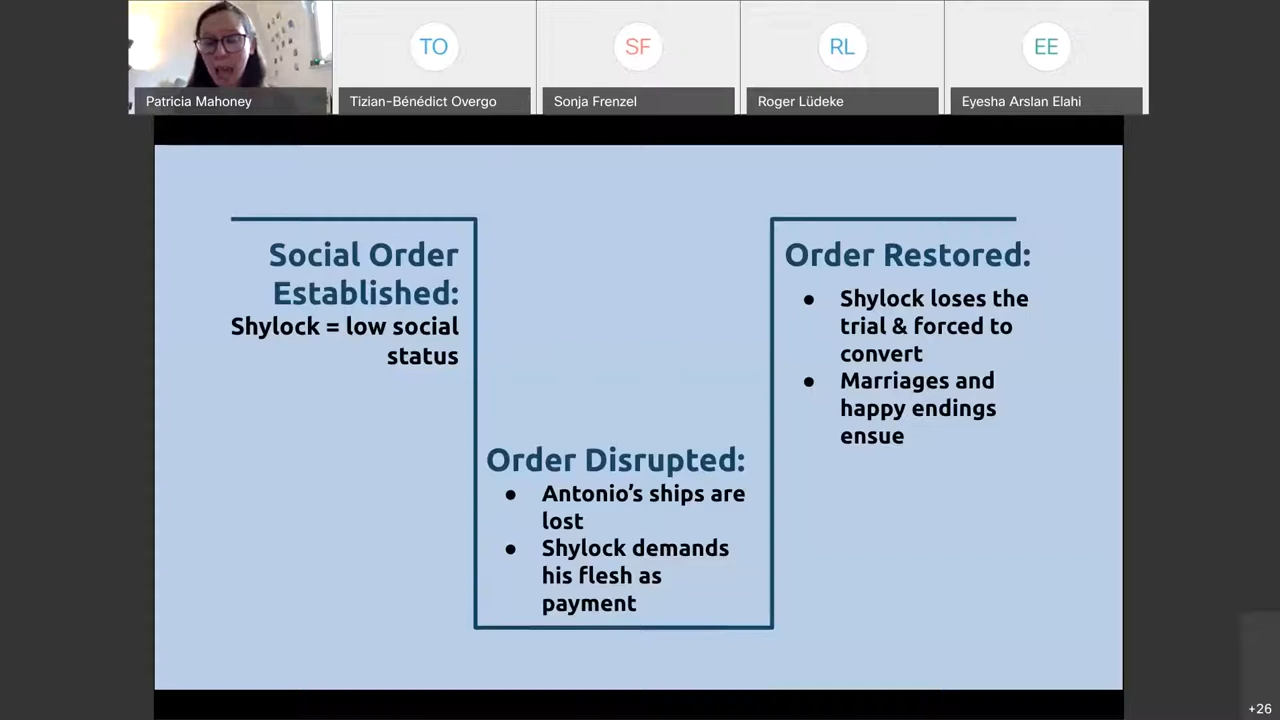 TO
SF
RL
EE
Patricia Mahoney
Tizian-Bénédict Overgo
Sonja Frenzel
Roger Lüdeke
Eyesha Arslan Elahi
Social Order
Established:
Shylock = low social
status
Order Disrupted:
● Antonio’s ships are
lost
● Shylock demands
his flesh as
payment
Order Restored:
● Shylock loses the
trial & forced to
convert
● Marriages and
happy endings
ensue
+26